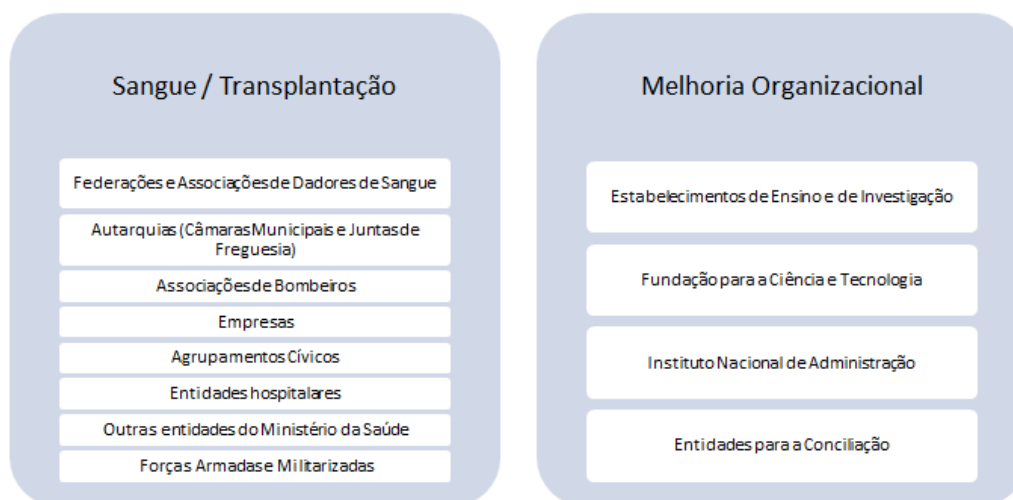 Sangue / Transplantação
Federações e Associações de Dadores de Sangue
Autarquias (Câmaras Municipais e Juntas de
Freguesia)
Associações de Bombeiros
Empresas
Agrupamentos Cívicos
Entidades hospitalares
Outras entidades do Ministério da Saúde
Forças Armadas e Militarizadas
Melhoria Organizacional
Estabelecimentos de Ensino e de Investigação
Fundação para a Ciência e Tecnologia
Instituto Nacional de Administração
Entidades para a Conciliação